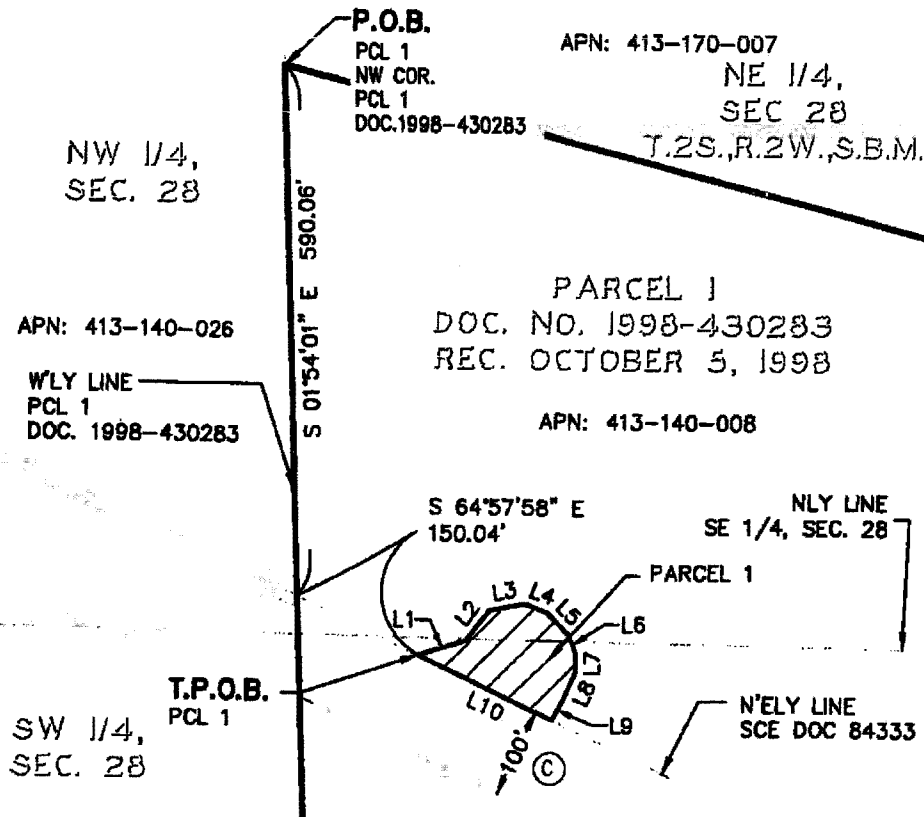 P.O.B.
PCL 1
NW COR.
PCL 1
DOC.1998-430283
APN: 413-170-007
NE 1/4,
SEC 28
T.2S.,R.2W.,S.B.M.
NW 1/4,
SEC. 28
S 01°54'01" E 590.06'
PARCEL 1
DOC. NO. 1998-430283
REC. OCTOBER 5, 1998
APN: 413-140-026
W'LY LINE
PCL 1
DOC. 1998-430283
APN: 413-140-008
S 64°57'58" E
150.04'
NLY LINE
SE 1/4, SEC. 28
PARCEL 1
L1
L2
L3
L4
L5
L6
L7
L8
L9
L10
T.P.O.B.
PCL 1
SW 1/4,
SEC. 28
100'
C
N'ELY LINE
SCE DOC 84333